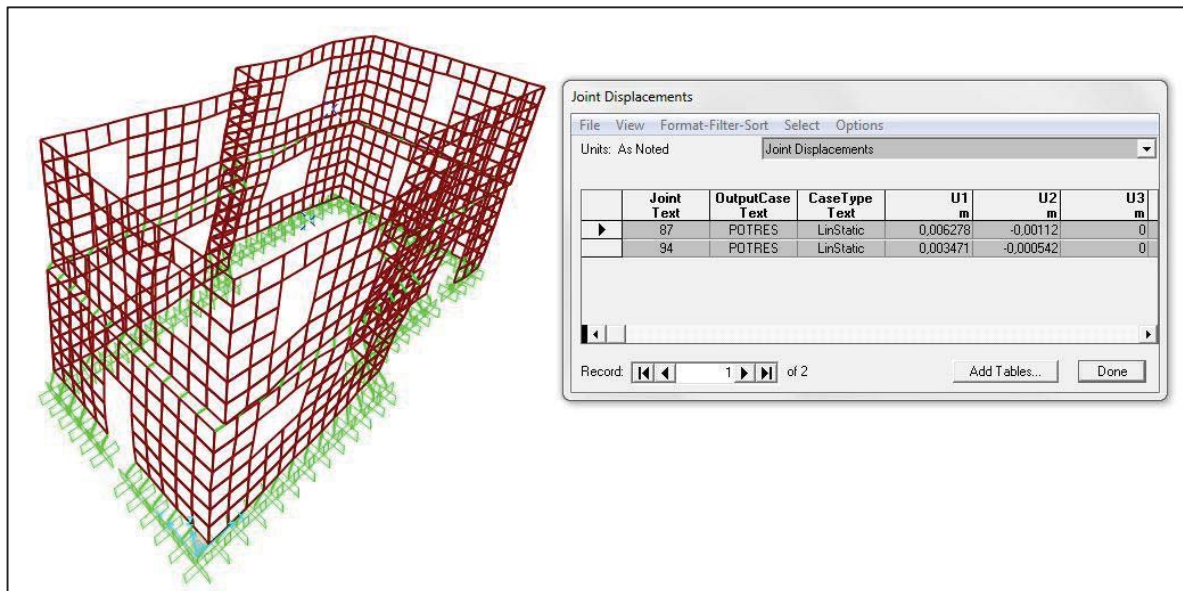 Joint Displacements
File View Format-Filter-Sort Select Options
Units: As Noted Joint Displacements
Joint OutputCase CaseType U1 U2 U3
Text Text Text m m m
87 POTRES LinStatic 0,006278 -0,00112 0
94 POTRES LinStatic 0,003471 -0,000542 0
Record: 1 of 2 Add Tables... Done